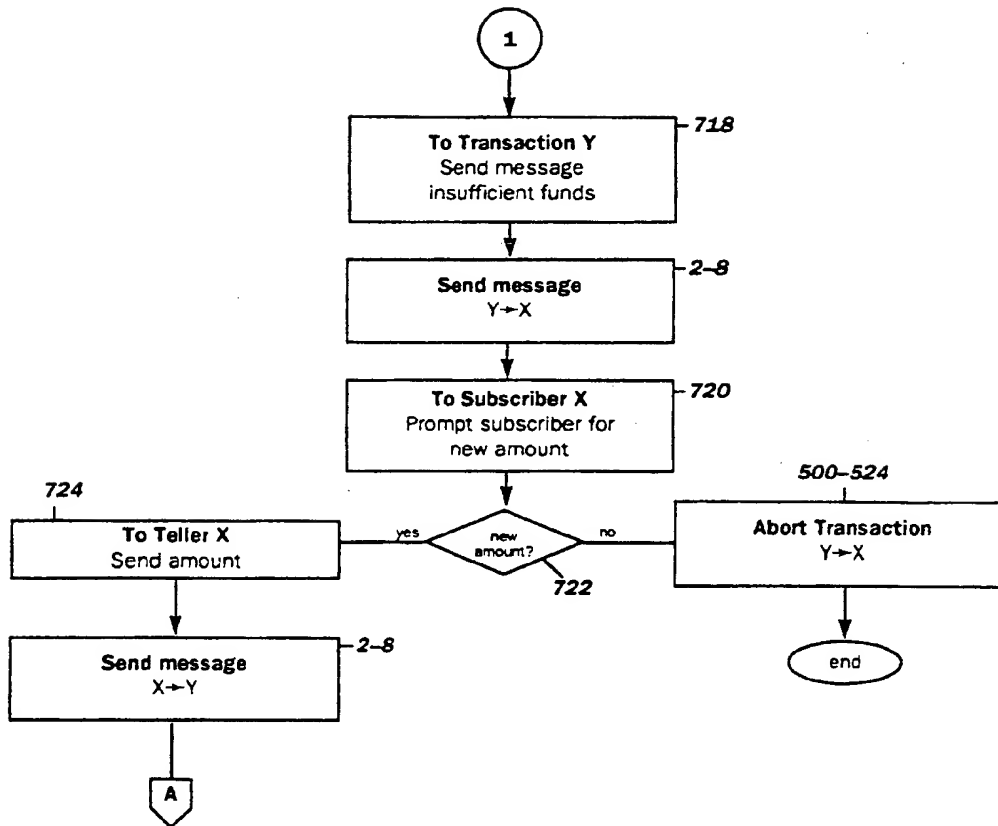 1
718
To Transaction Y
Send message
insufficient funds
2-8
Send message
Y→X
720
To Subscriber X
Prompt subscriber for
new amount
500-524
724
To Teller X
Send amount
yes
new
amount?
no
Abort Transaction
Y→X
722
2-8
Send message
X→Y
end
A